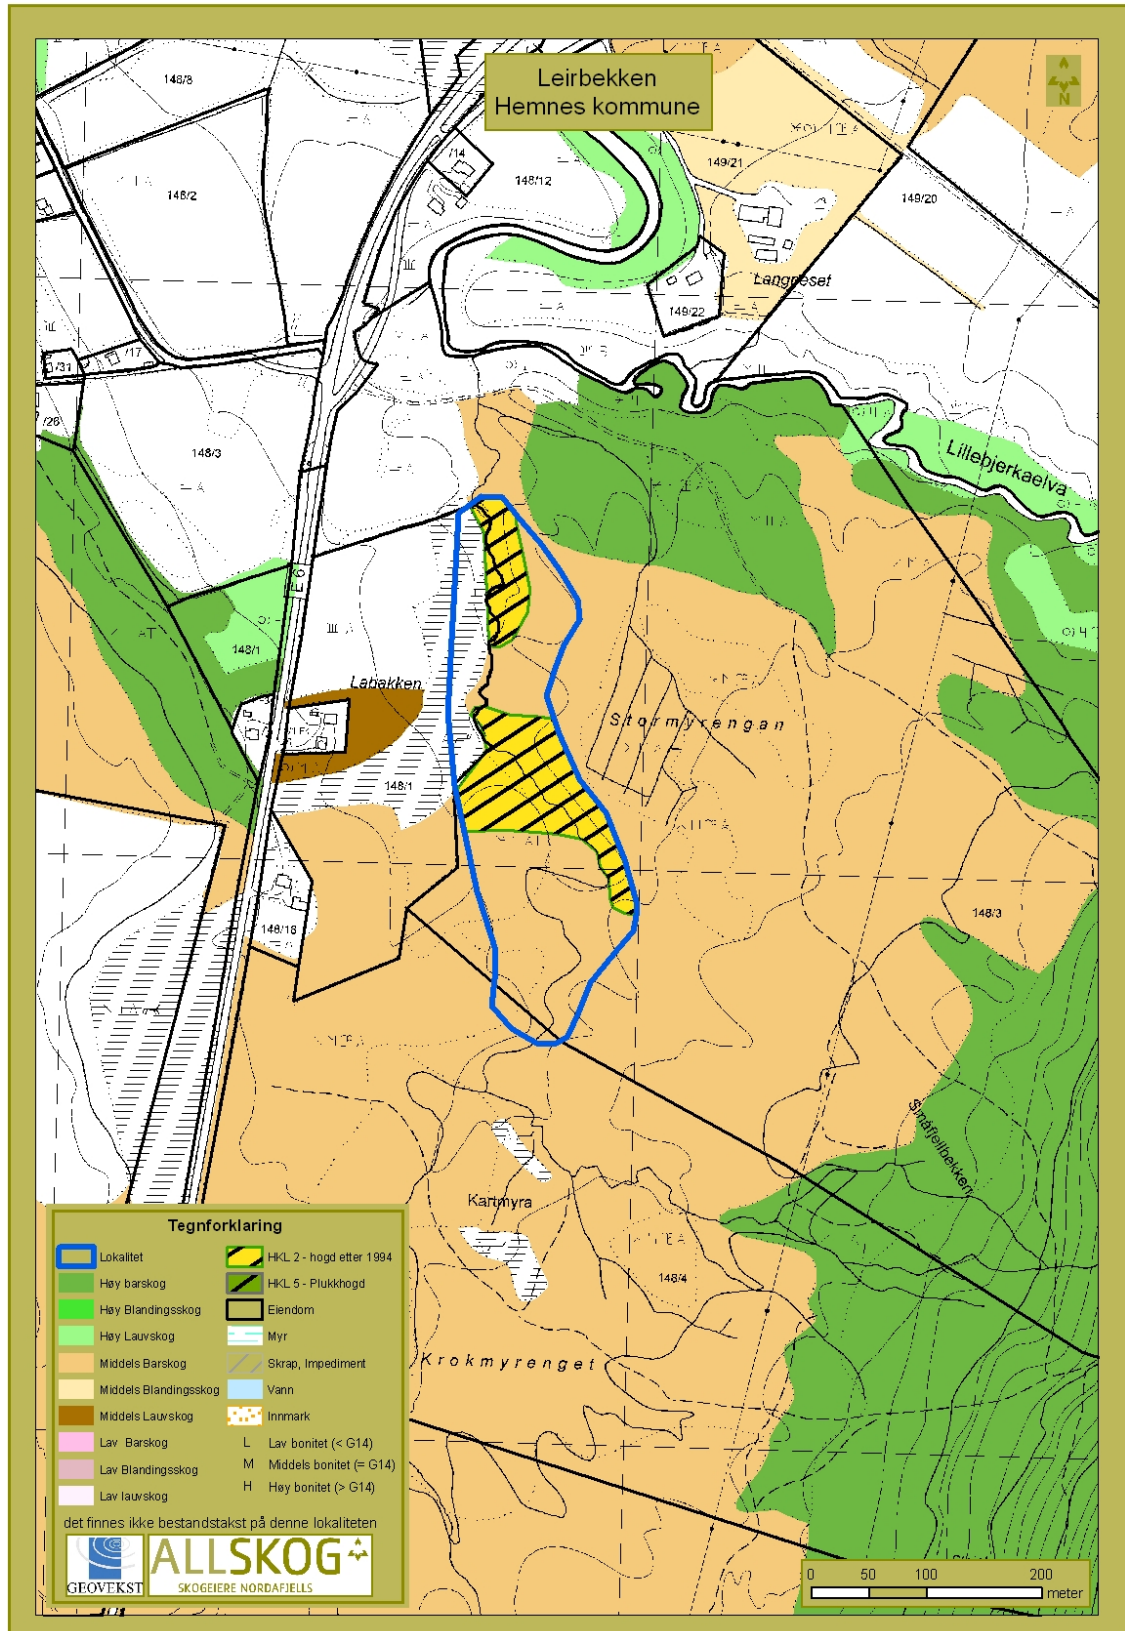 Leirbekken
Hemnes kommune
N
148/8
148/2
/14
148/12
149/21
149/20
Langneset
149/22
/17
/31
/26
148/3
Lillebjerkaelva
E 6
148/1
Labakken
Stormyrengan
148/1
148/3
148/18
Småfjellbekken
Kartmyra
148/4
Krokmyrenget
Tegnforklaring
Lokalitet
HKL 2 - hogd etter 1994
Høy barskog
HKL 5 - Plukkhogd
Høy Blandingsskog
Eiendom
Høy Lauvskog
Myr
Middels Barskog
Skrap, Impediment
Middels Blandingsskog
Vann
Middels Lauvskog
Innmark
Lav Barskog
L Lav bonitet (< G14)
Lav Blandingsskog
M Middels bonitet (= G14)
Lav lauvskog
H Høy bonitet (> G14)
det finnes ikke bestandstakst på denne lokaliteten
GEOVEKST
ALLSKOG
SKOGEIERE NORDAFJELLS
0 50 100 200
meter